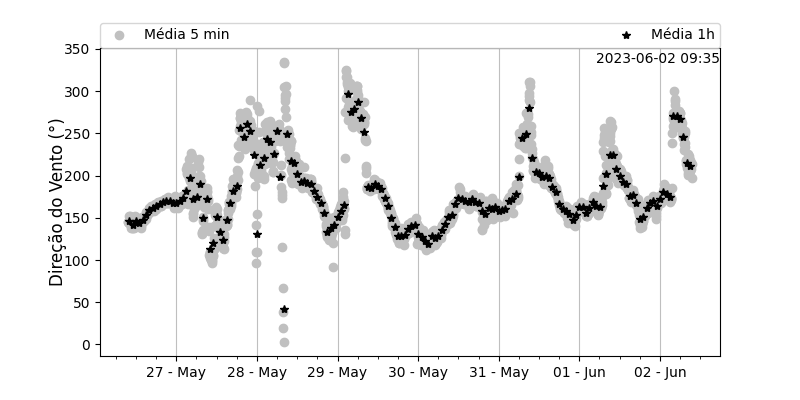 Média 5 min
Média 1h
2023-06-02 09:35
Direção do Vento (°)
350
300
250
200
150
100
50
0
27 - May
28 - May
29 - May
30 - May
31 - May
01 - Jun
02 - Jun